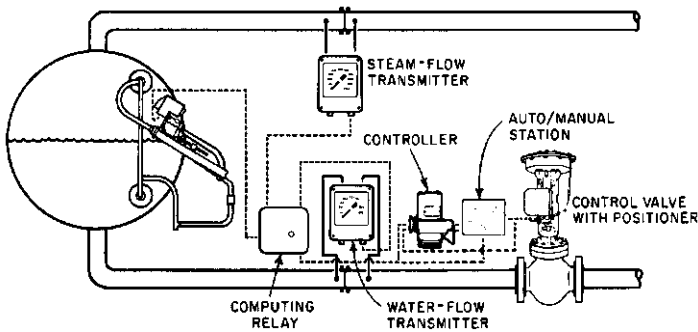 STEAM-FLOW
TRANSMITTER
AUTO/MANUAL
STATION
CONTROLLER
CONTROL VALVE
WITH POSITIONER
COMPUTING
RELAY
WATER-FLOW
TRANSMITTER